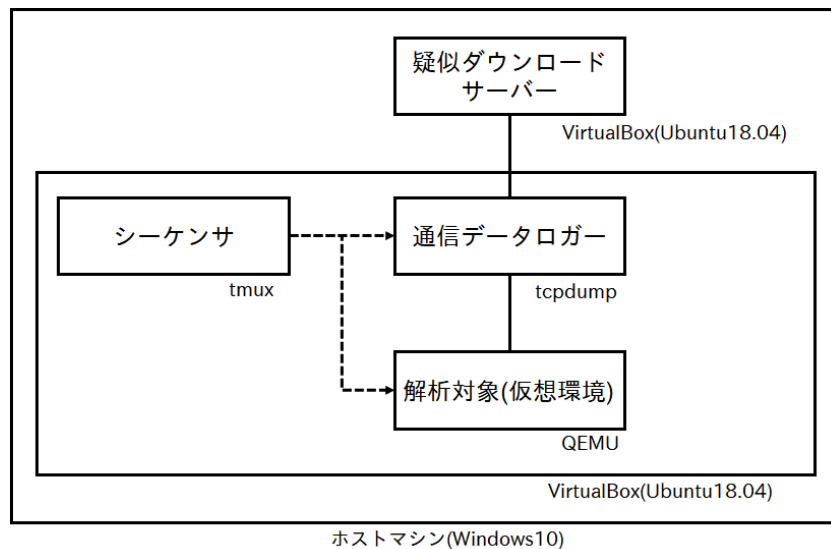 疑似ダウンロード
サーバー
VirtualBox(Ubuntu18.04)
シーケンサ
通信データロガー
tmux
tcpdump
解析対象(仮想環境)
QEMU
VirtualBox(Ubuntu18.04)
ホストマシン(Windows10)